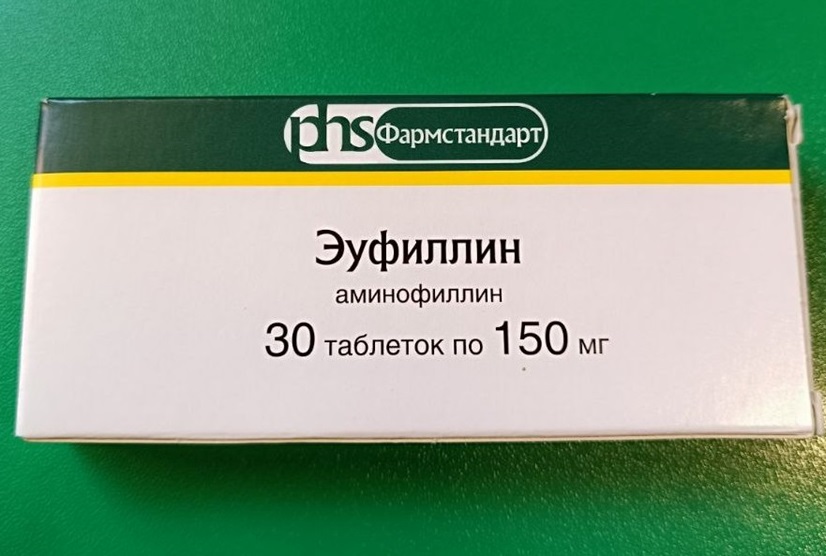 phs Фармстандарт
Эуфиллин
аминофиллин
30 таблеток по 150 мг